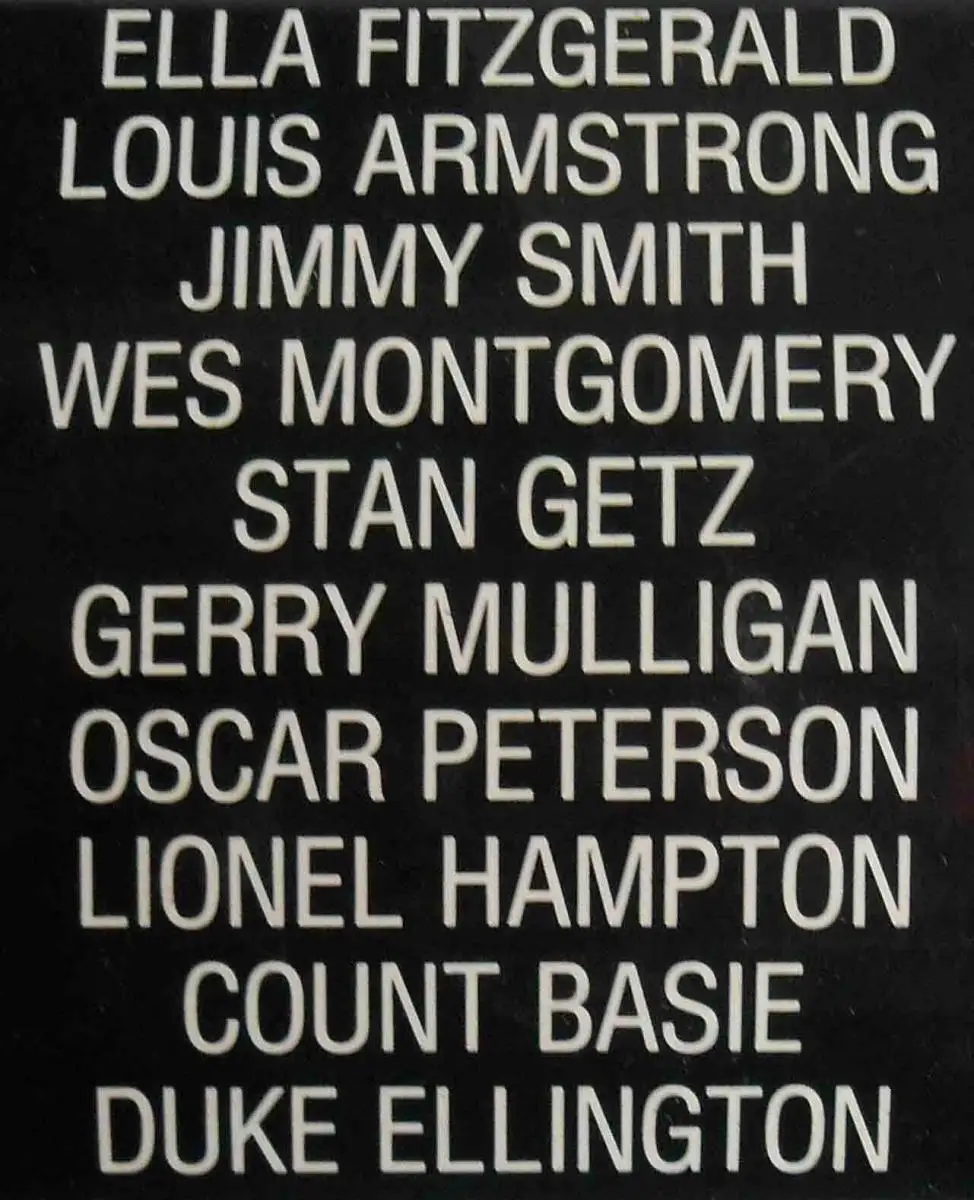 ELLA FITZGERALD
LOUIS ARMSTRONG
JIMMY SMITH
WES MONTGOMERY
STAN GETZ
GERRY MULLIGAN
OSCAR PETERSON
LIONEL HAMPTON
COUNT BASIE
DUKE ELLINGTON